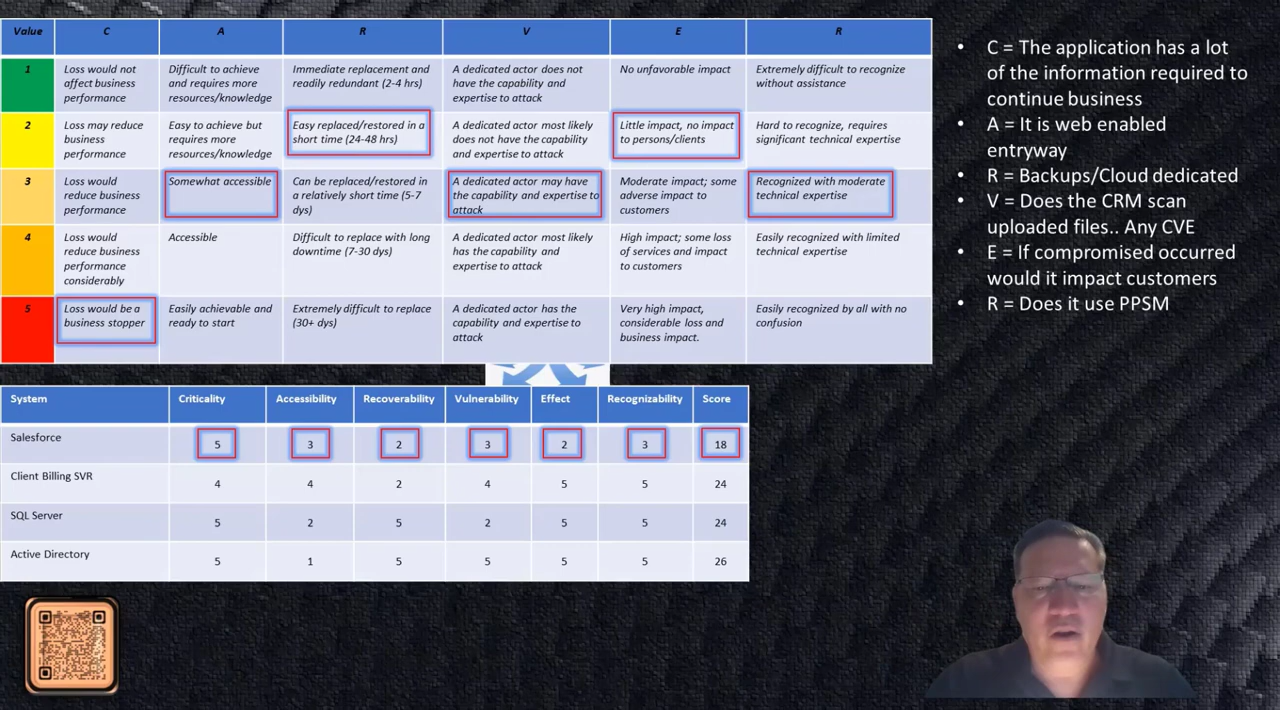 Value C A R V E R
1 Loss would not Difficult to achieve Immediate replacement and A dedicated actor does not No unfavorable impact Extremely difficult to recognize
affect business and requires more readily redundant (2-4 hrs) have the capability and without assistance
performance resources/knowledge expertise to attack
2 Loss may reduce Easy to achieve but Easy replaced/restored in a A dedicated actor most likely Little impact, no impact Hard to recognize, requires
business requires more short time (24-48 hrs) does not have the capability to persons/clients significant technical expertise
performance resources/knowledge and expertise to attack
3 Loss would Somewhat accessible Can be replaced/restored in A dedicated actor may have Moderate impact; some Recognized with moderate
reduce business a relatively short time (5-7 the capability and expertise to adverse impact to technical expertise
performance dys) attack customers
4 Loss would Accessible Difficult to replace with long A dedicated actor most likely High impact; some loss Easily recognized with limited
reduce business downtime (7-30 dys) has the capability and of services and impact technical expertise
performance expertise to attack to customers
considerably
5 Loss would be a Easily achievable and Extremely difficult to replace A dedicated actor has the Very high impact, Easily recognized by all with no
business stopper ready to start (30+ dys) capability and expertise to considerable loss and confusion
attack business impact.
• C = The application has a lot
of the information required to
continue business
• A = It is web enabled
entryway
• R = Backups/Cloud dedicated
• V = Does the CRM scan
uploaded files.. Any CVE
• E = If compromised occurred
would it impact customers
• R = Does it use PPSM
System Criticality Accessibility Recoverability Vulnerability Effect Recognizability Score
Salesforce 5 3 2 3 2 3 18
Client Billing SVR 4 4 2 4 5 5 24
SQL Server 5 2 5 2 5 5 24
Active Directory 5 1 5 5 5 5 26